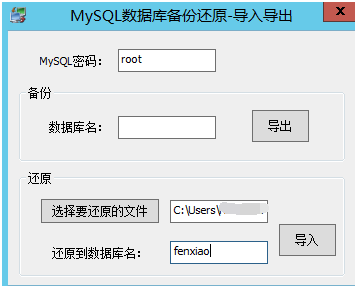 MySQL数据库备份还原-导入导出
MySQL密码： root
备份
数据库名： 导出
还原
选择要还原的文件 C:\Users\
导入
还原到数据库名： fenxiao